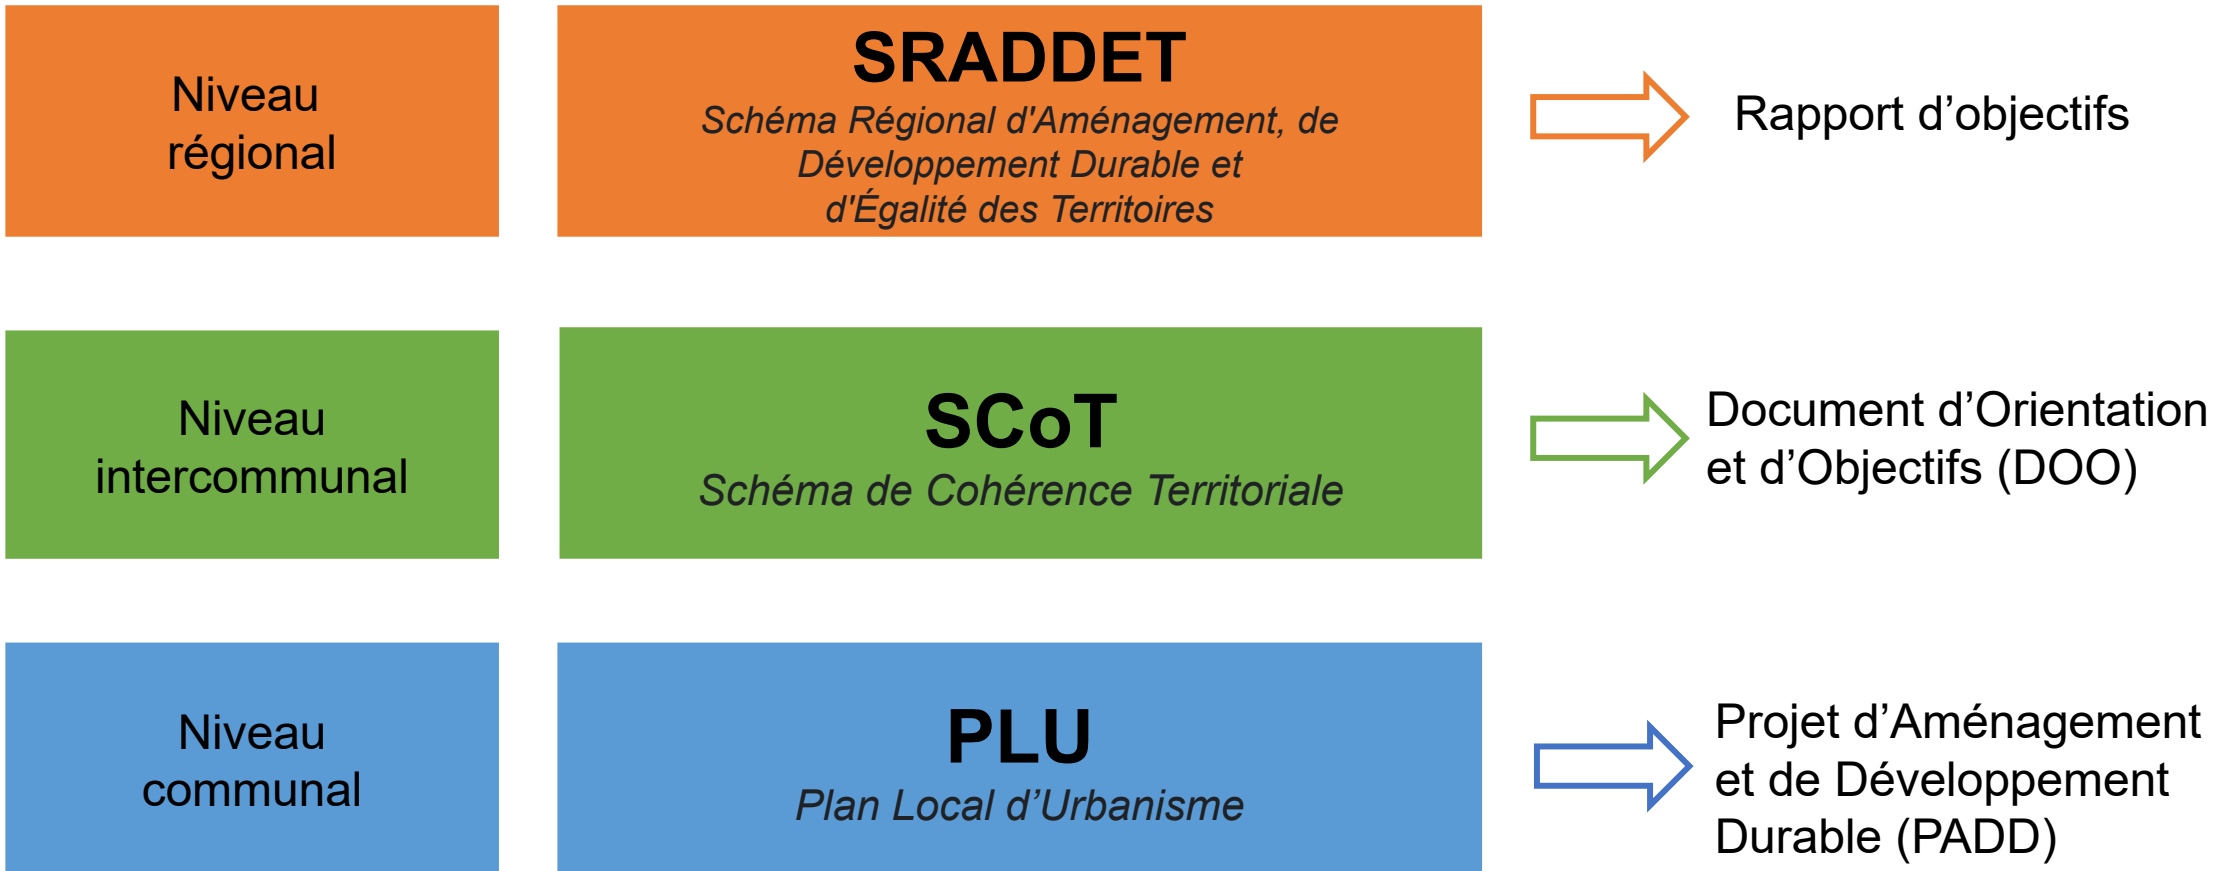 Niveau
régional
SRADDET
Schéma Régional d'Aménagement, de
Développement Durable et
d'Égalité des Territoires
Rapport d’objectifs
Niveau
intercommunal
SCoT
Schéma de Cohérence Territoriale
Document d’Orientation
et d’Objectifs (DOO)
Niveau
communal
PLU
Plan Local d’Urbanisme
Projet d’Aménagement
et de Développement
Durable (PADD)